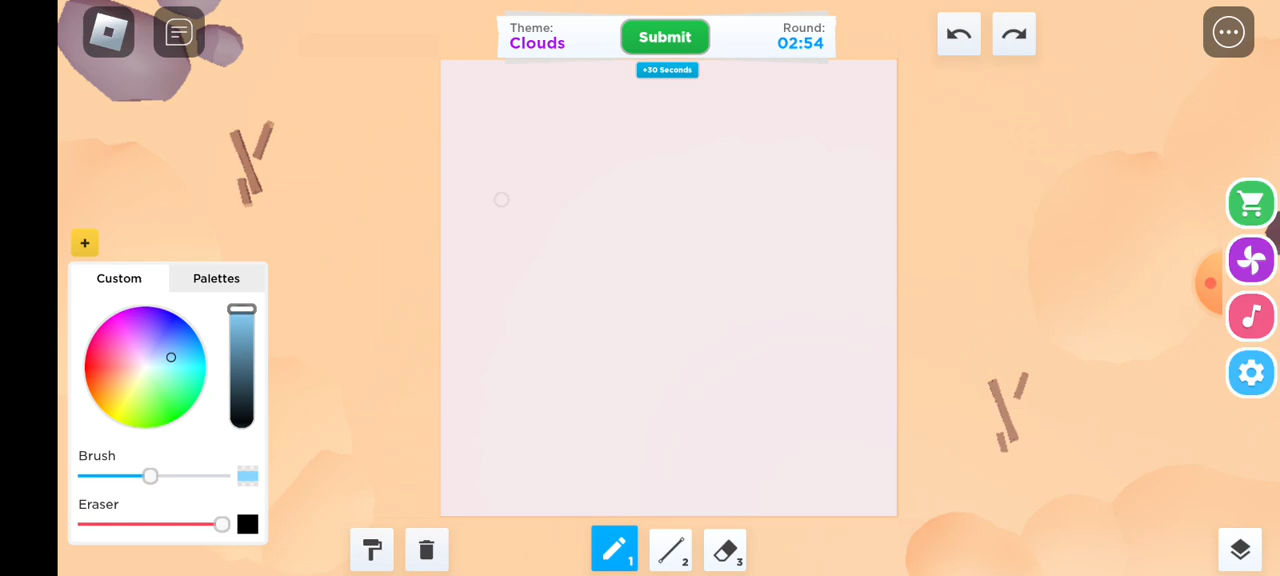 Theme:
Clouds
Submit
Round:
02:54
+30 Seconds
+
Custom
Palettes
Brush
Eraser
1
2
3